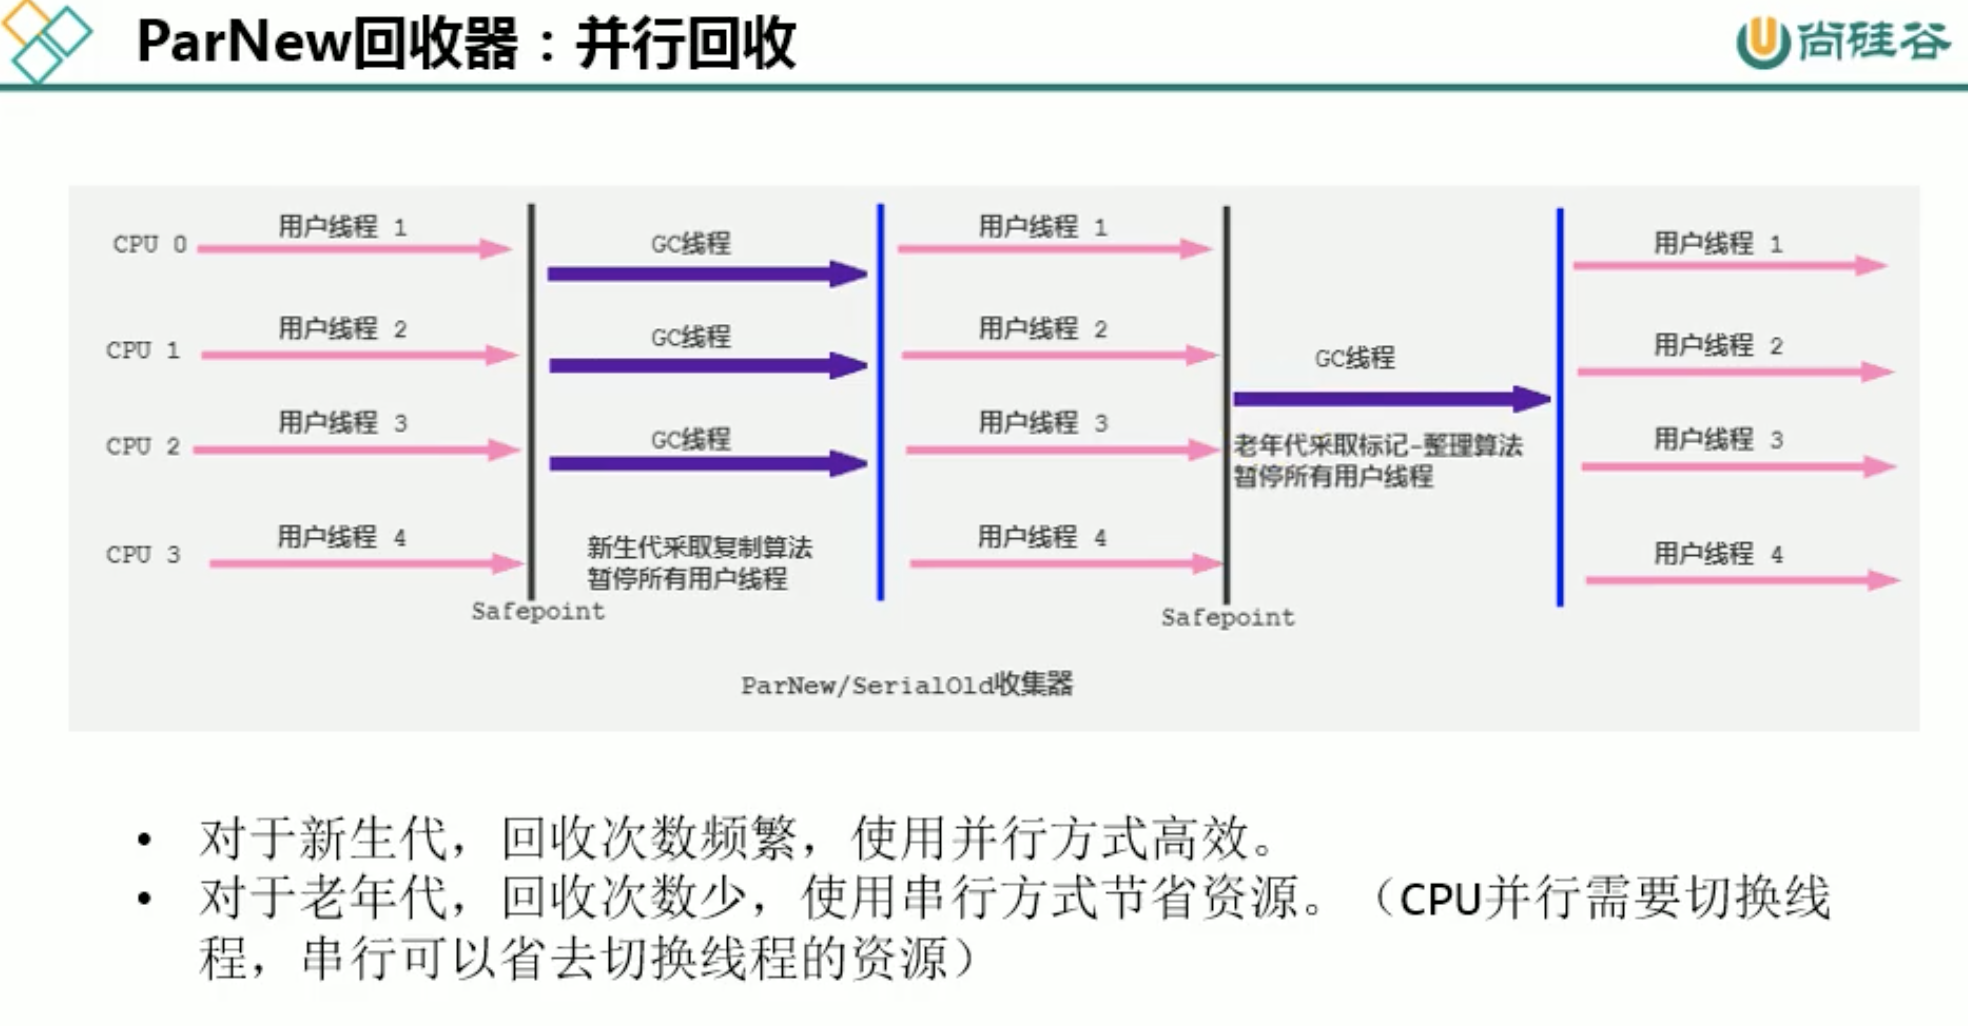 ParNew回收器：并行回收
尚硅谷
CPU 0
用户线程 1
GC线程
用户线程 1
用户线程 1
CPU 1
用户线程 2
GC线程
用户线程 2
GC线程
用户线程 2
CPU 2
用户线程 3
GC线程
用户线程 3
老年代采取标记-整理算法
暂停所有用户线程
用户线程 3
CPU 3
用户线程 4
新生代采取复制算法
暂停所有用户线程
用户线程 4
用户线程 4
Safepoint
Safepoint
ParNew/SerialOld收集器
• 对于新生代，回收次数频繁，使用并行方式高效。
• 对于老年代，回收次数少，使用串行方式节省资源。（CPU并行需要切换线
程，串行可以省去切换线程的资源）